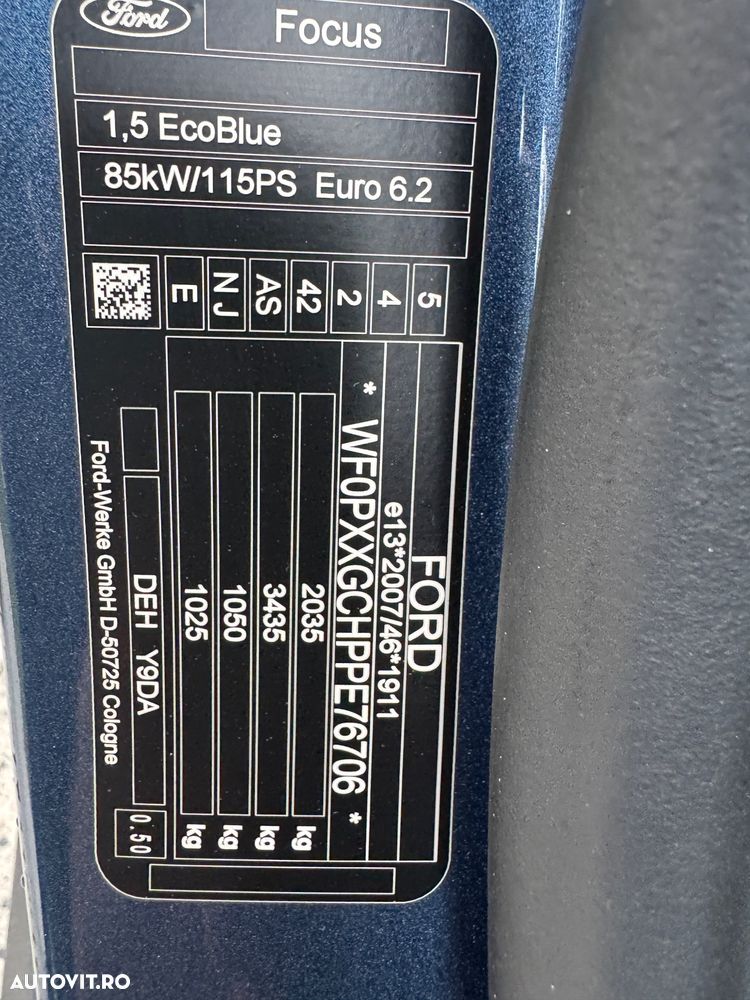 Ford
Focus
1,5 EcoBlue
85kW/115PS Euro 6.2
5
4
2
42
AS
N J
E
FORD
e13*2007/46*1911
* WF0PXXGCHPPE76706 *
2035 kg
3435 kg
1050 kg
1025 kg
DEH Y9DA
0.50
Ford-Werke GmbH D-50725 Cologne
AUTOVIT.RO